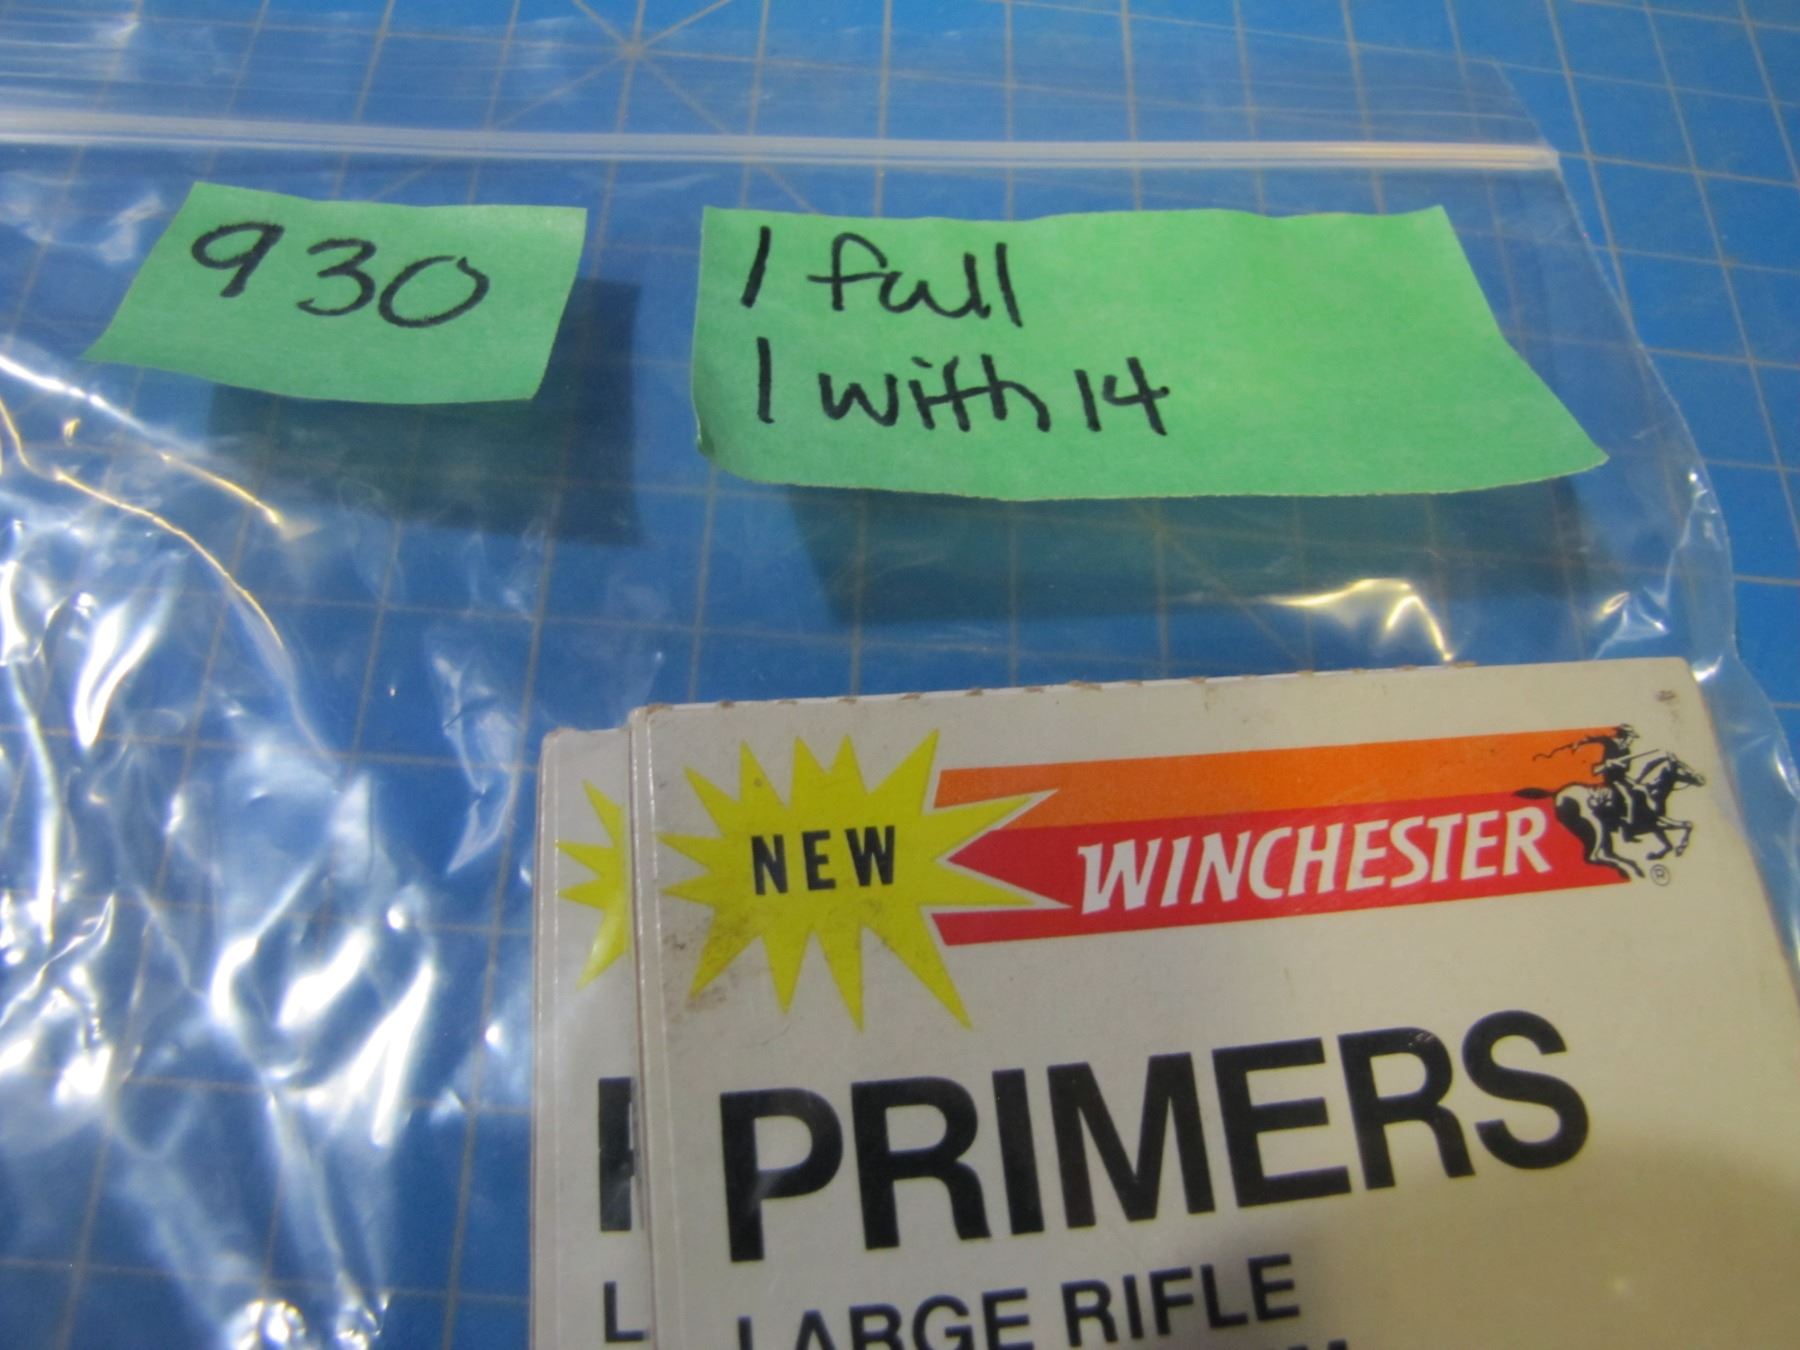 930
1 full
1 with 14
NEW
WINCHESTER
®
PRIMERS
LARGE RIFLE